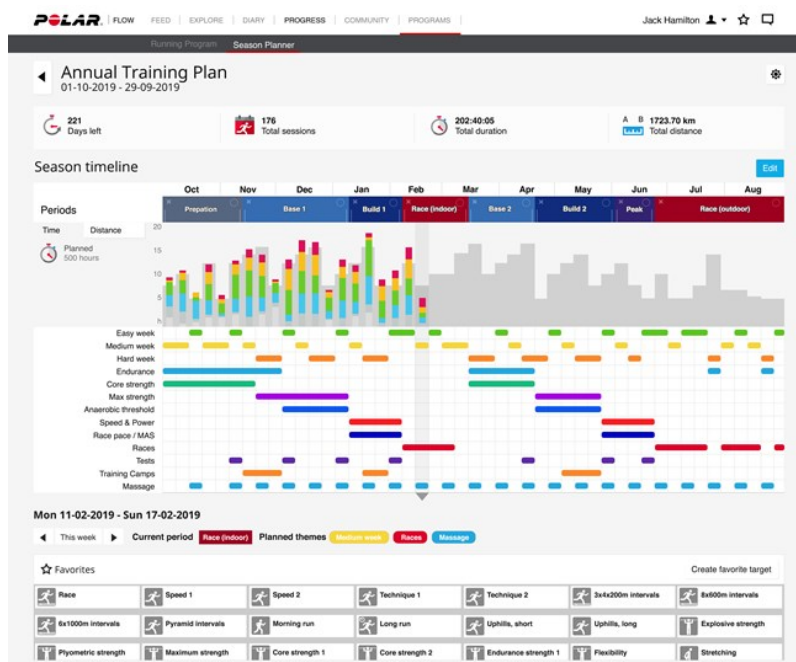 POLAR. FLOW FEED EXPLORE DIARY PROGRESS COMMUNITY PROGRAMS Jack Hamilton
Running Program Season Planner
Annual Training Plan
01-10-2019 - 29-09-2019
221 Days left
176 Total sessions
202:40:05 Total duration
A B 1723.70 km Total distance
Season timeline Edit
Oct Nov Dec Jan Feb Mar Apr May Jun Jul Aug
Periods Prepation Base 1 Build 1 Race (indoor) Base 2 Build 2 Peak Race (outdoor)
Time Distance 20
Planned
500 hours
15
10
5
h
Easy week
Medium week
Hard week
Endurance
Core strength
Max strength
Anaerobic threshold
Speed & Power
Race pace / MAS
Races
Tests
Training Camps
Massage
Mon 11-02-2019 - Sun 17-02-2019
This week Current period Race (indoor) Planned themes Medium week Races Massage
Favorites Create favorite target
Race Speed 1 Speed 2 Technique 1 Technique 2 3x4x200m intervals 8x600m intervals
6x1000m intervals Pyramid intervals Morning run Long run Uphills, short Uphills, long Explosive strength
Plyometric strength Maximum strength Core strength 1 Core strength 2 Endurance strength 1 Flexibility Stretching